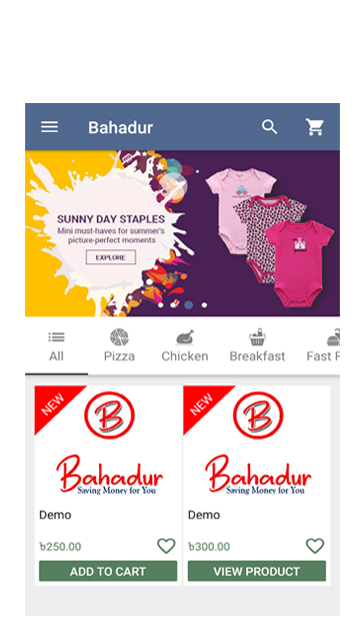 Bahadur
SUNNY DAY STAPLES
Mini must-haves for summer's
picture-perfect moments
EXPLORE
All Pizza Chicken Breakfast Fast F
NEW NEW
B B
Bahadur Bahadur
Saving Money for You Saving Money for You
Demo Demo
৳250.00 ৳300.00
ADD TO CART VIEW PRODUCT